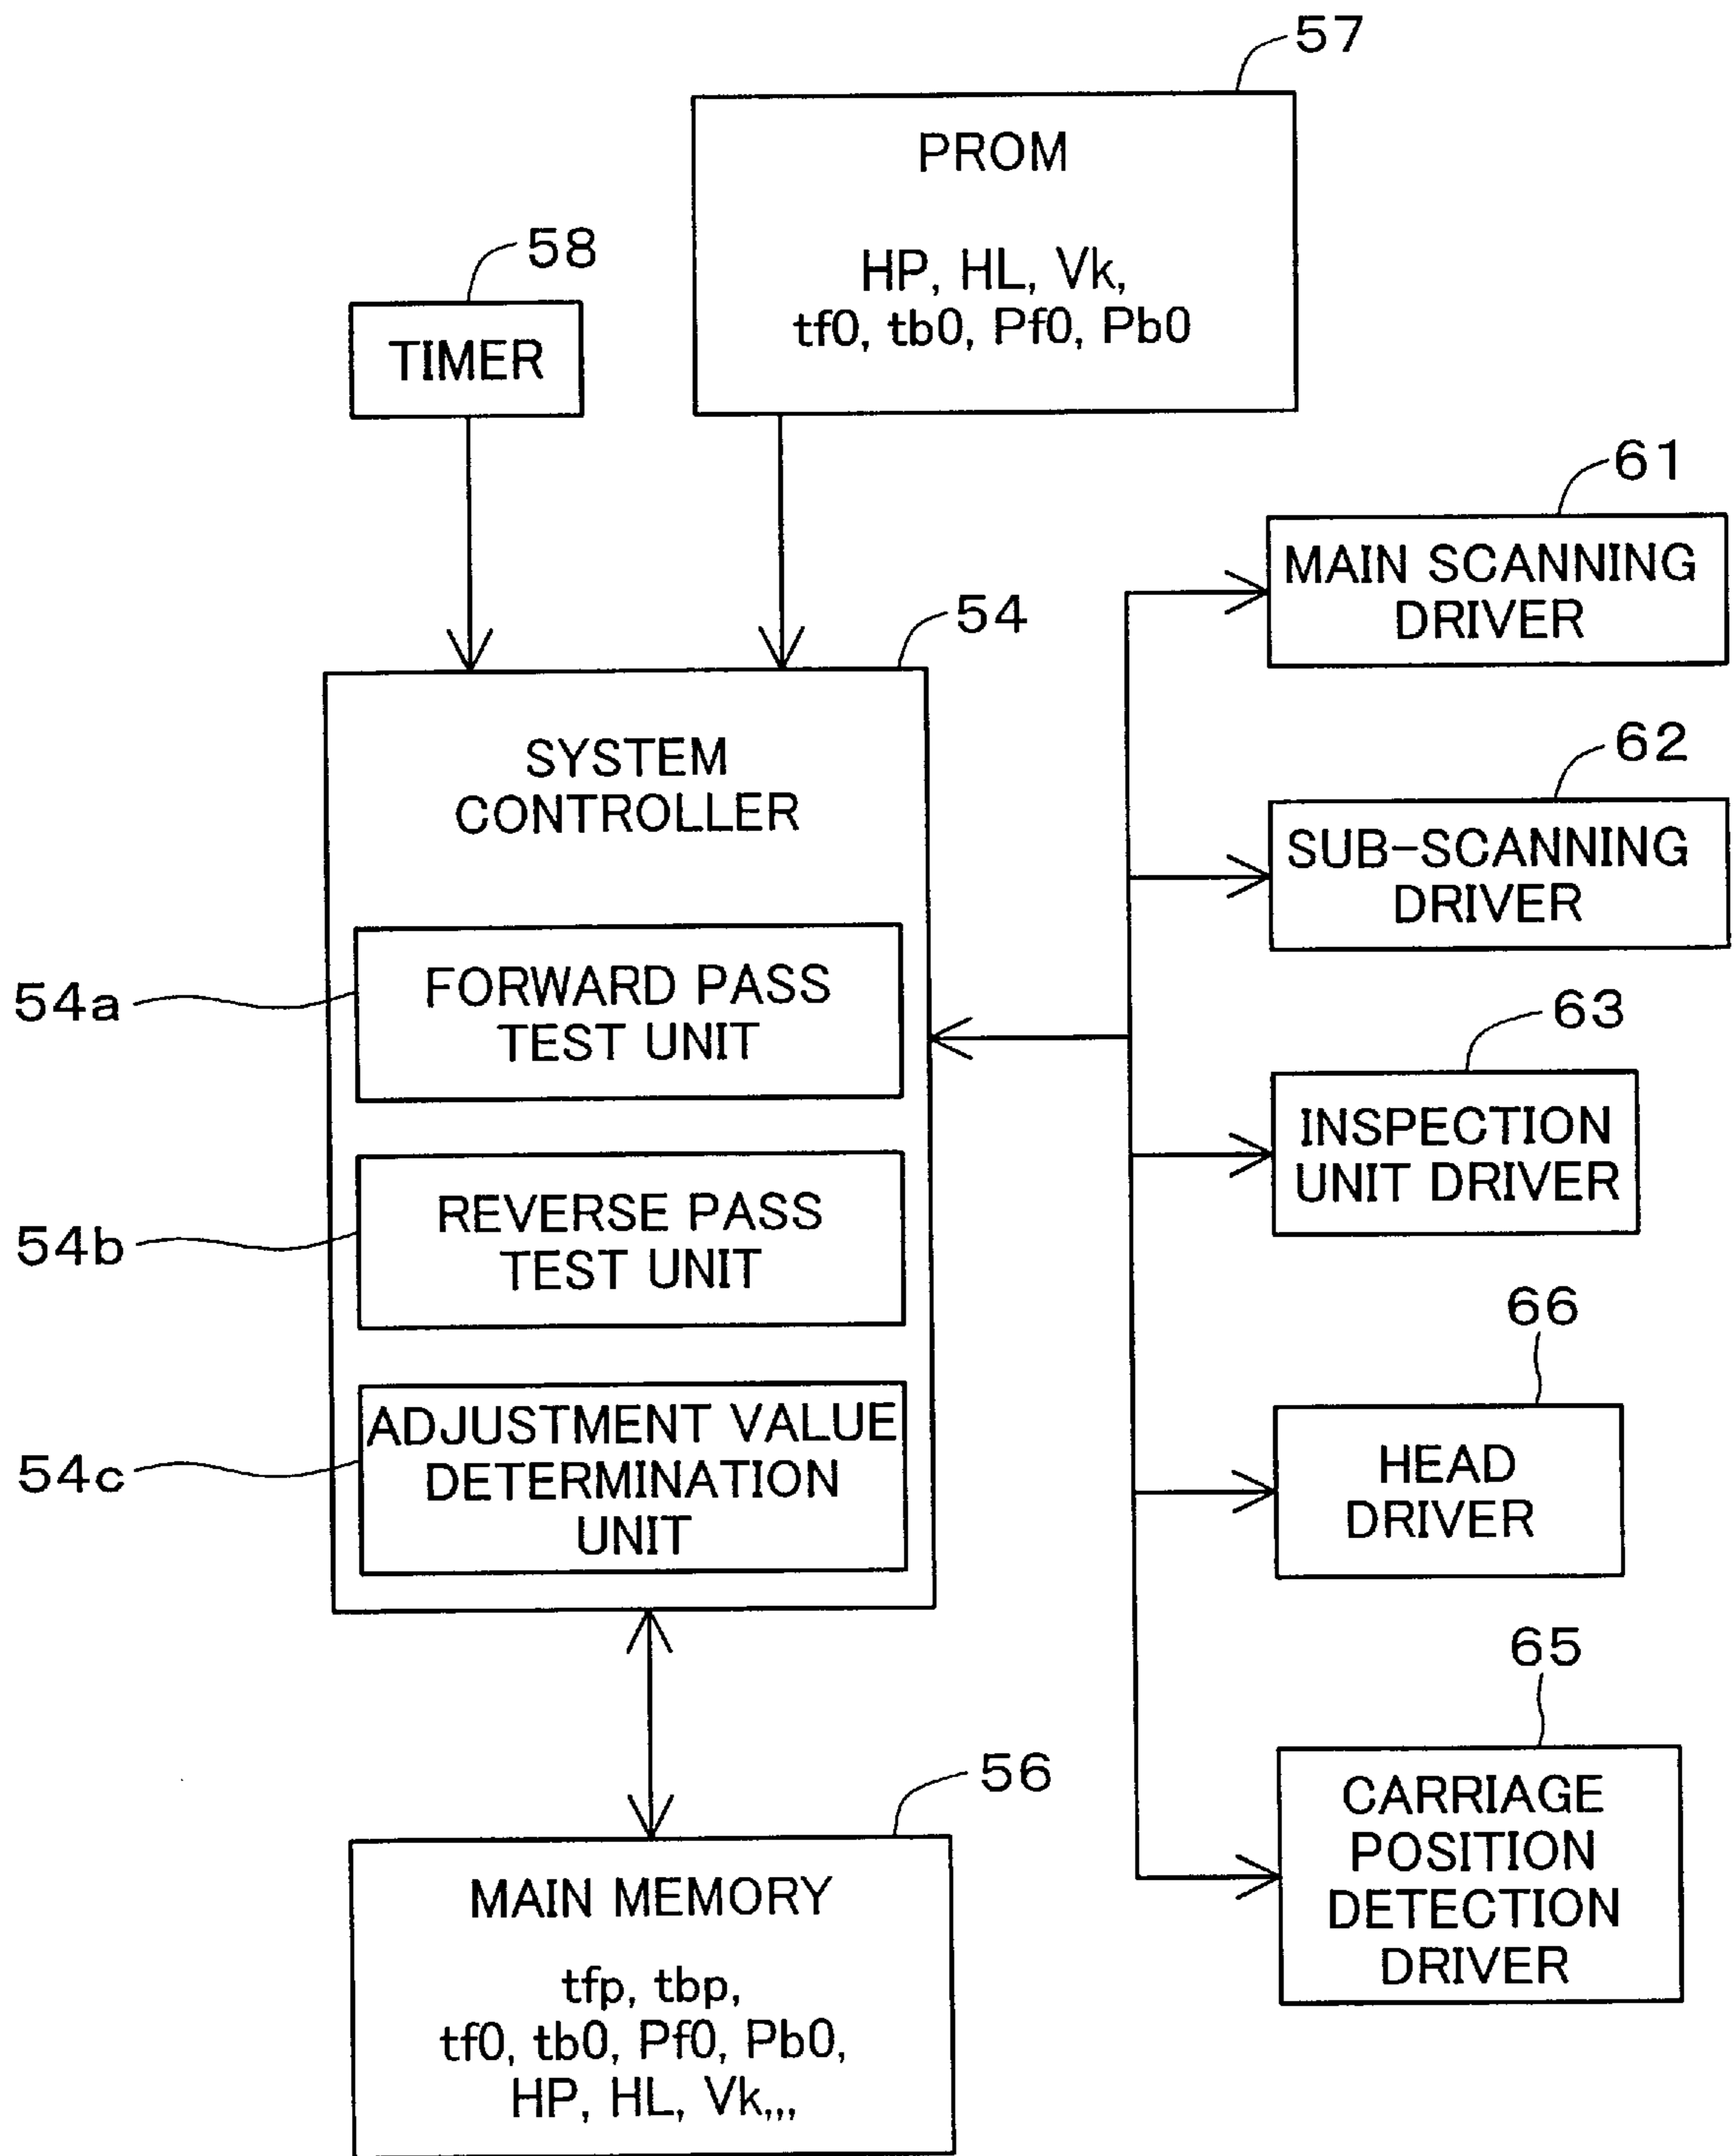 57
PROM
HP, HL, Vk,
tf0, tb0, Pf0, Pb0
58
TIMER
61
MAIN SCANNING
DRIVER
54
SYSTEM
CONTROLLER
62
SUB-SCANNING
DRIVER
54a
FORWARD PASS
TEST UNIT
63
INSPECTION
UNIT DRIVER
54b
REVERSE PASS
TEST UNIT
66
HEAD
DRIVER
54c
ADJUSTMENT VALUE
DETERMINATION
UNIT
65
CARRIAGE
POSITION
DETECTION
DRIVER
56
MAIN MEMORY
tfp, tbp,
tf0, tb0, Pf0, Pb0,
HP, HL, Vk,,,